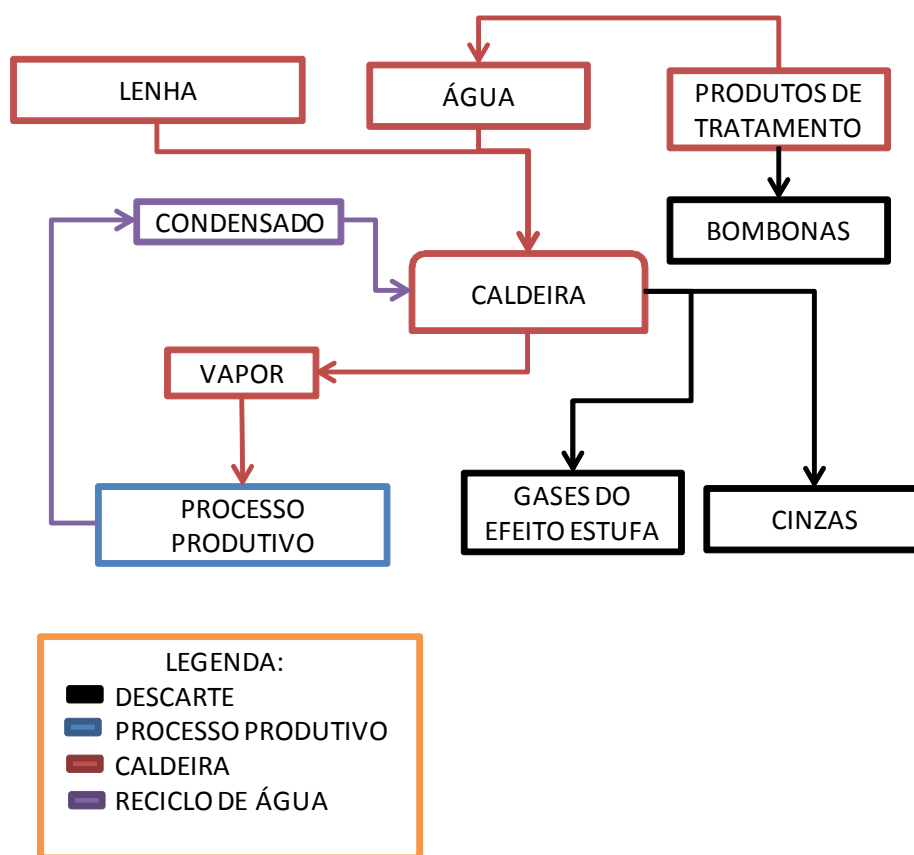 LENHA
ÁGUA
PRODUTOS DE
TRATAMENTO
CONDENSADO
BOMBONAS
CALDEIRA
VAPOR
PROCESSO
PRODUTIVO
GASES DO
EFEITO ESTUFA
CINZAS
LEGENDA:
DESCARTE
PROCESSO PRODUTIVO
CALDEIRA
RECICLO DE ÁGUA